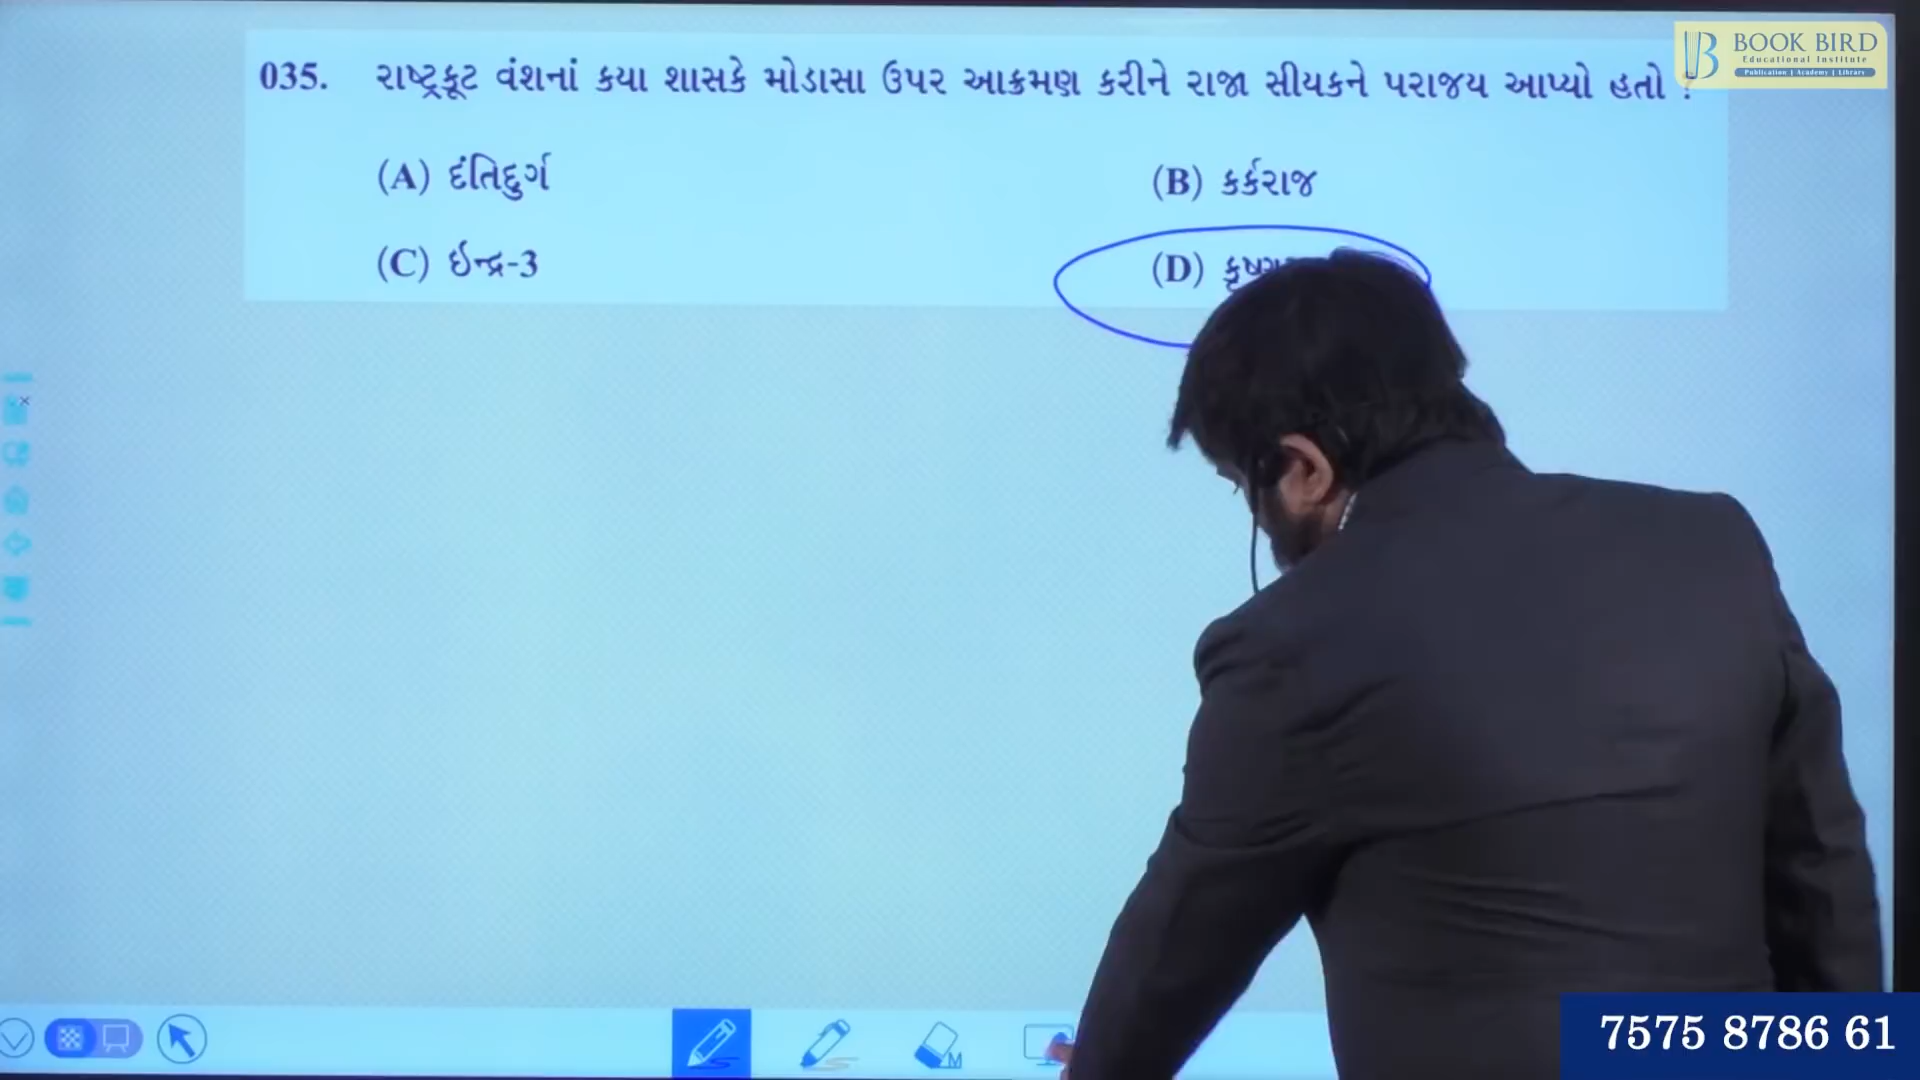 035. રાષ્ટ્રકૂટ વંશનાં કયા શાસકે મોડાસા ઉપર આક્રમણ કરીને રાજા સીયકને પરાજય આપ્યો હતો ?
(A) દંતિદુર્ગ
(B) કર્કરાજ
(C) ઇન્દ્ર-3
(D)
BOOK BIRD
Educational Institute
Publication | Academy | Library
M
7575 8786 61